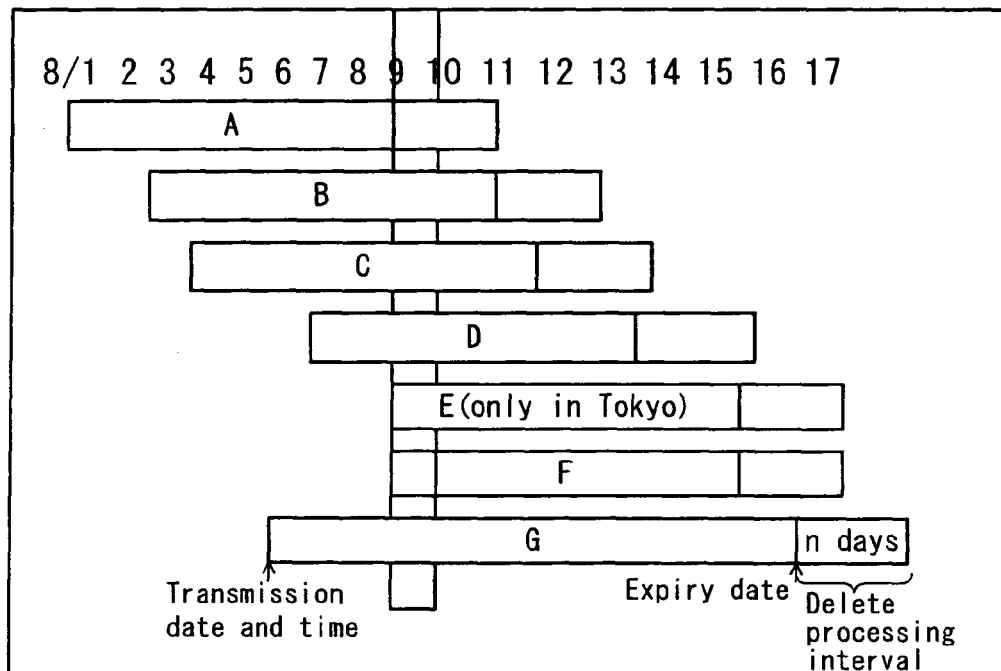 8/1 2 3 4 5 6 7 8 9 10 11 12 13 14 15 16 17
A
B
C
D
E(only in Tokyo)
F
G
n days
Transmission
date and time
Expiry date
Delete
processing
interval